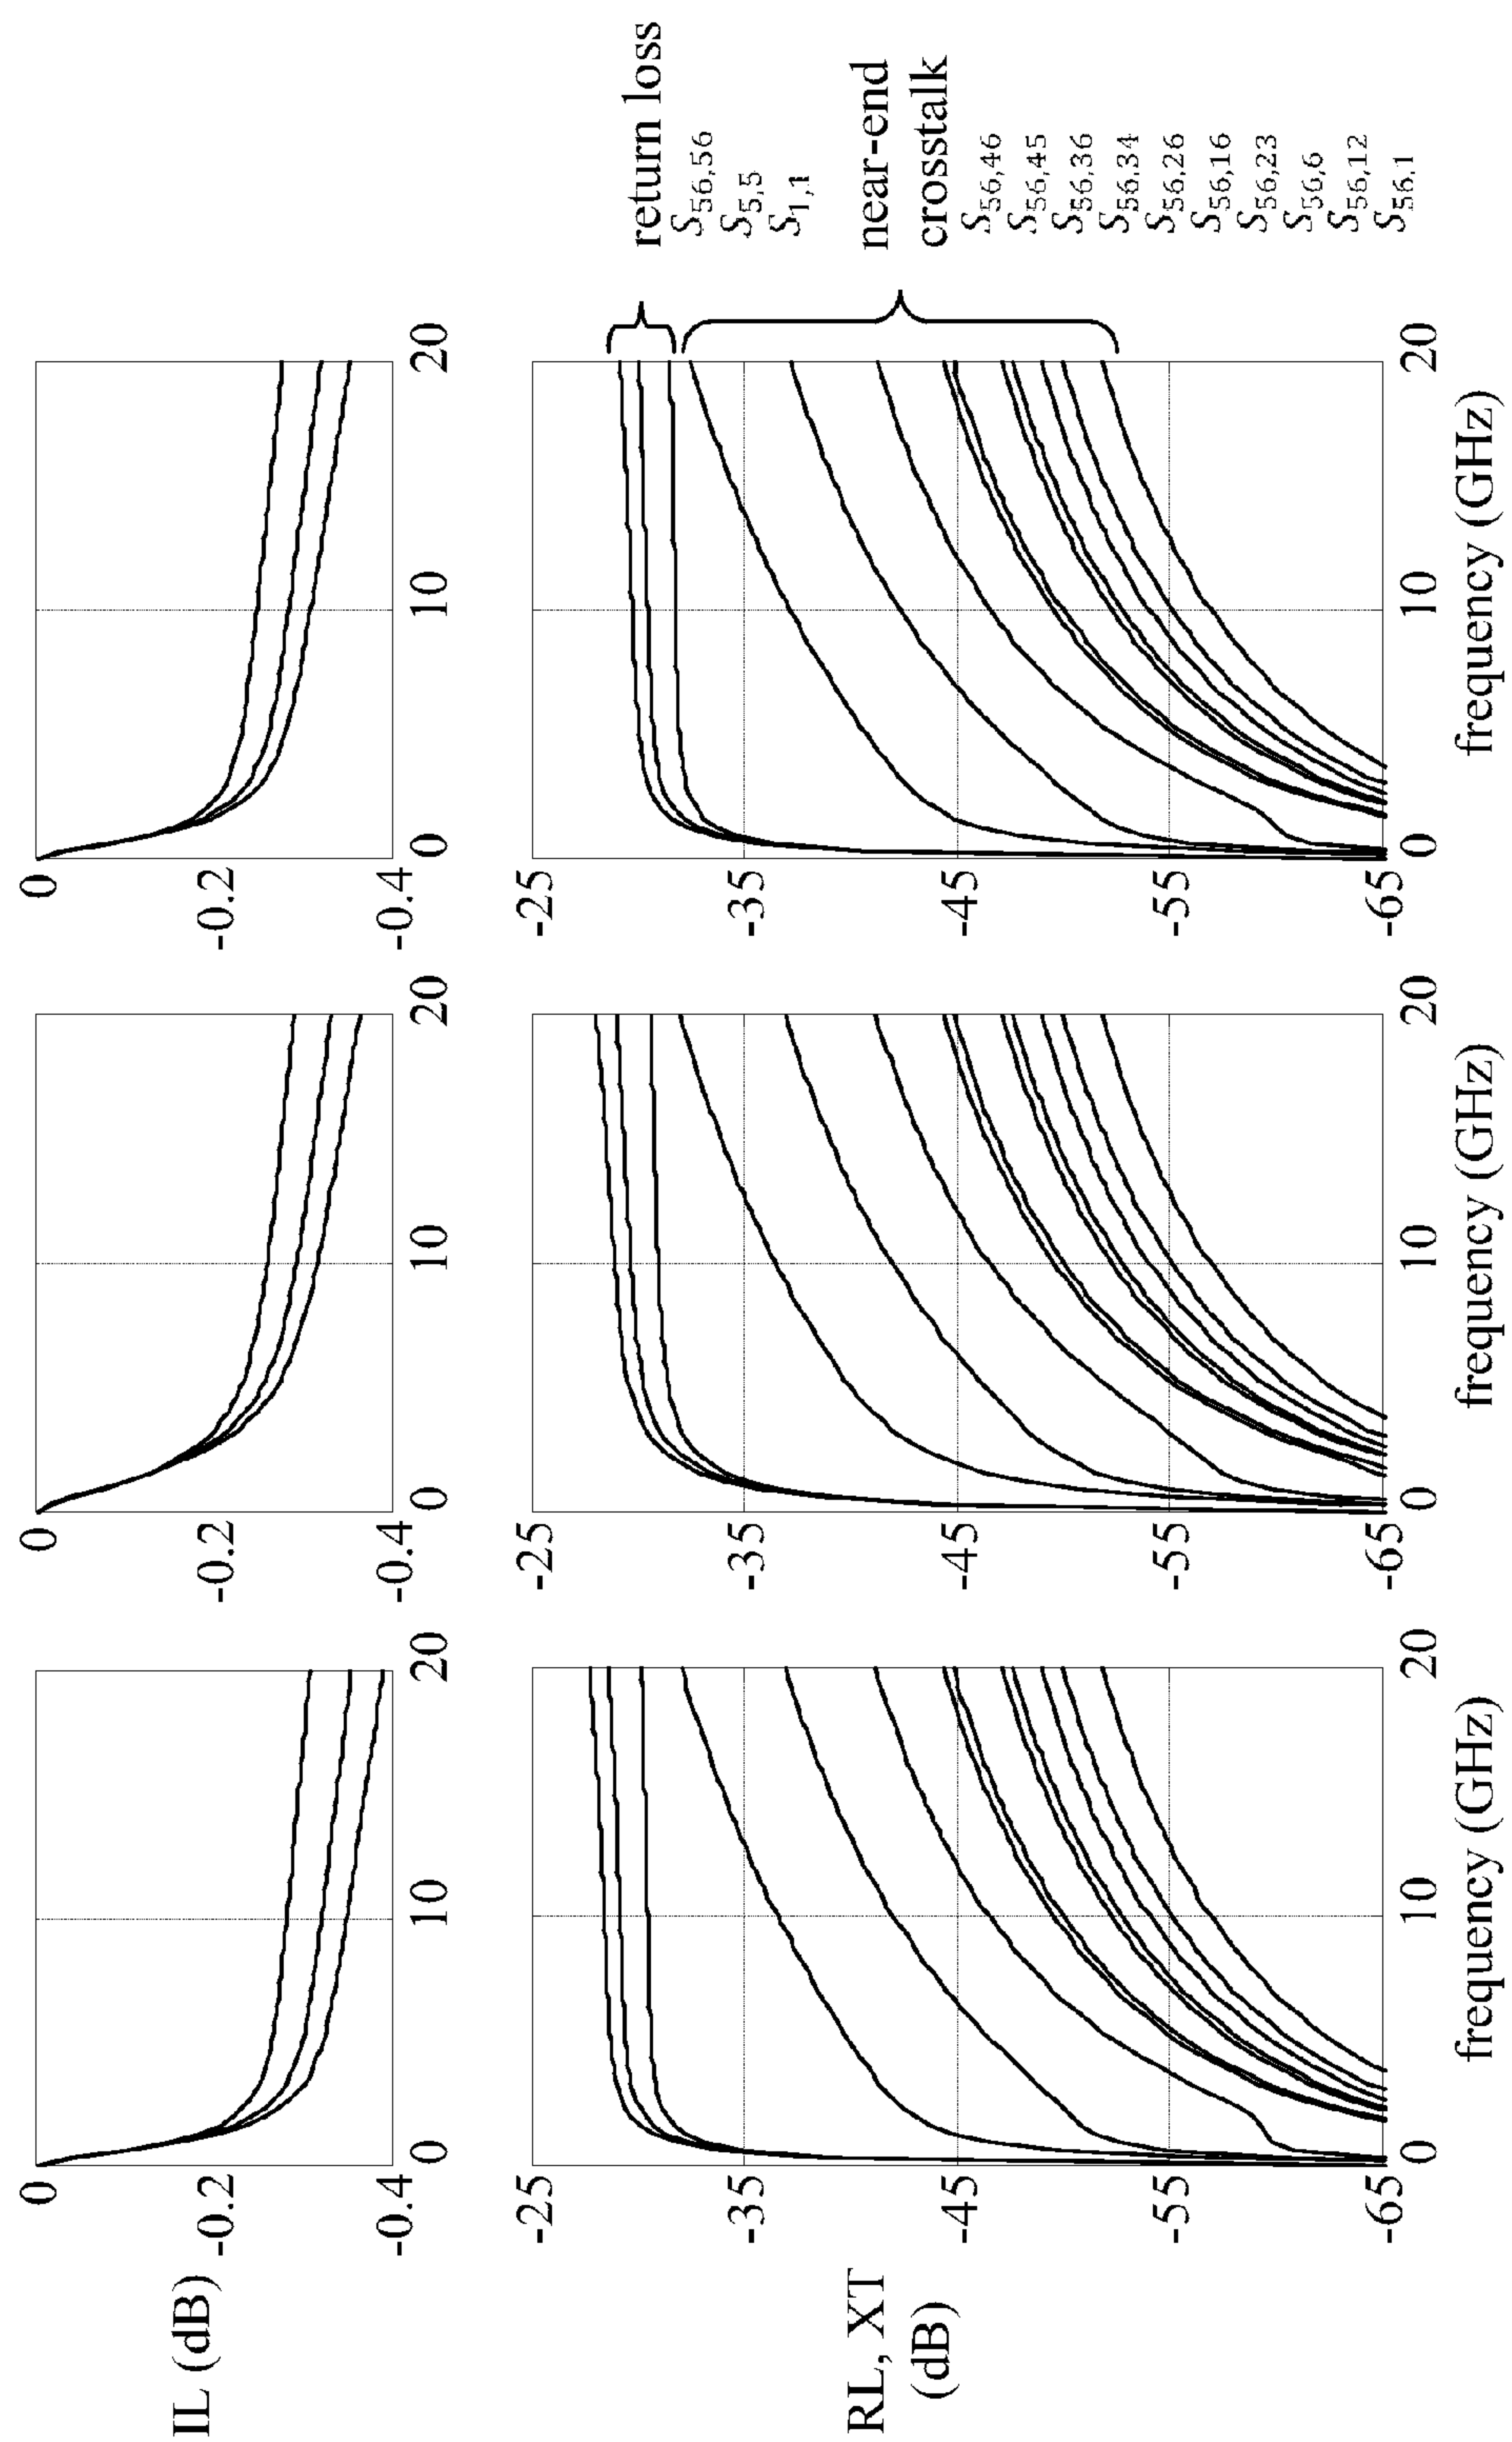 IL (dB)
0
-0.2
-0.4
0
10
20
0
-0.2
-0.4
0
10
20
0
-0.2
-0.4
0
10
20
RL, XT
(dB)
-25
-35
-45
-55
-65
0
10
20
frequency (GHz)
-25
-35
-45
-55
-65
0
10
20
frequency (GHz)
-25
-35
-45
-55
-65
0
10
20
frequency (GHz)
return loss
S56,56
S5,5
S1,1
near-end
crosstalk
S56,46
S56,45
S56,36
S56,34
S56,26
S56,16
S56,23
S56,6
S56,12
S56,1